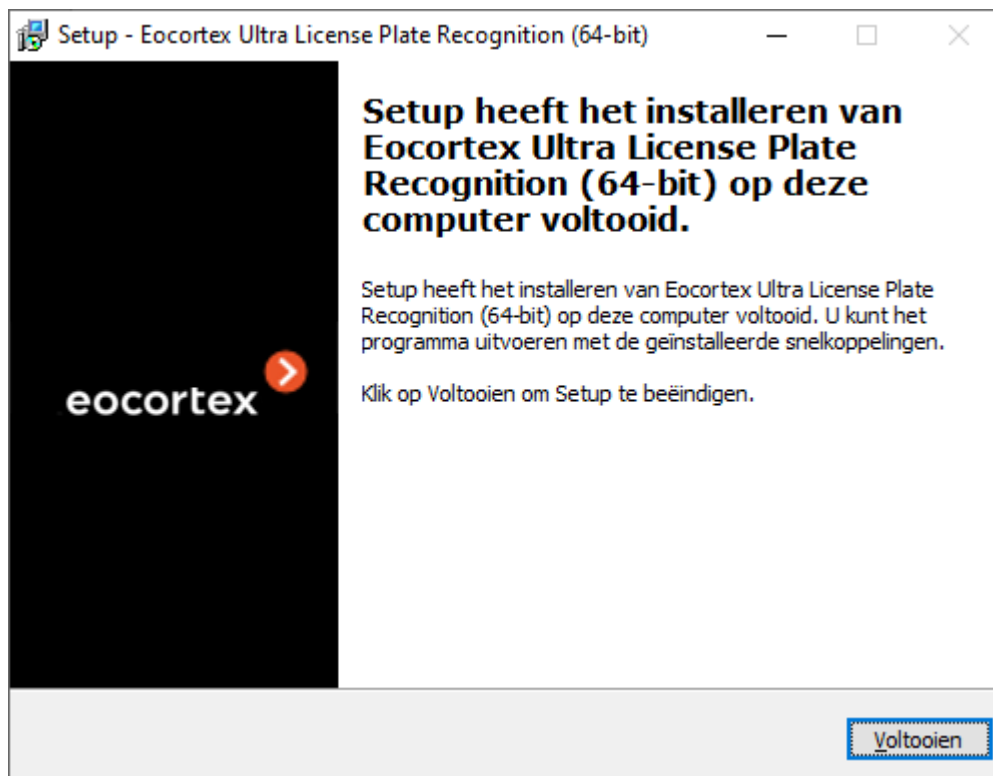 Setup - Eocortex Ultra License Plate Recognition (64-bit)
Setup heeft het installeren van
Eocortex Ultra License Plate
Recognition (64-bit) op deze
computer voltooid.
Setup heeft het installeren van Eocortex Ultra License Plate
Recognition (64-bit) op deze computer voltooid. U kunt het
programma uitvoeren met de geïnstalleerde snelkoppelingen.
eocortex
Klik op Voltooien om Setup te beëindigen.
Voltooien